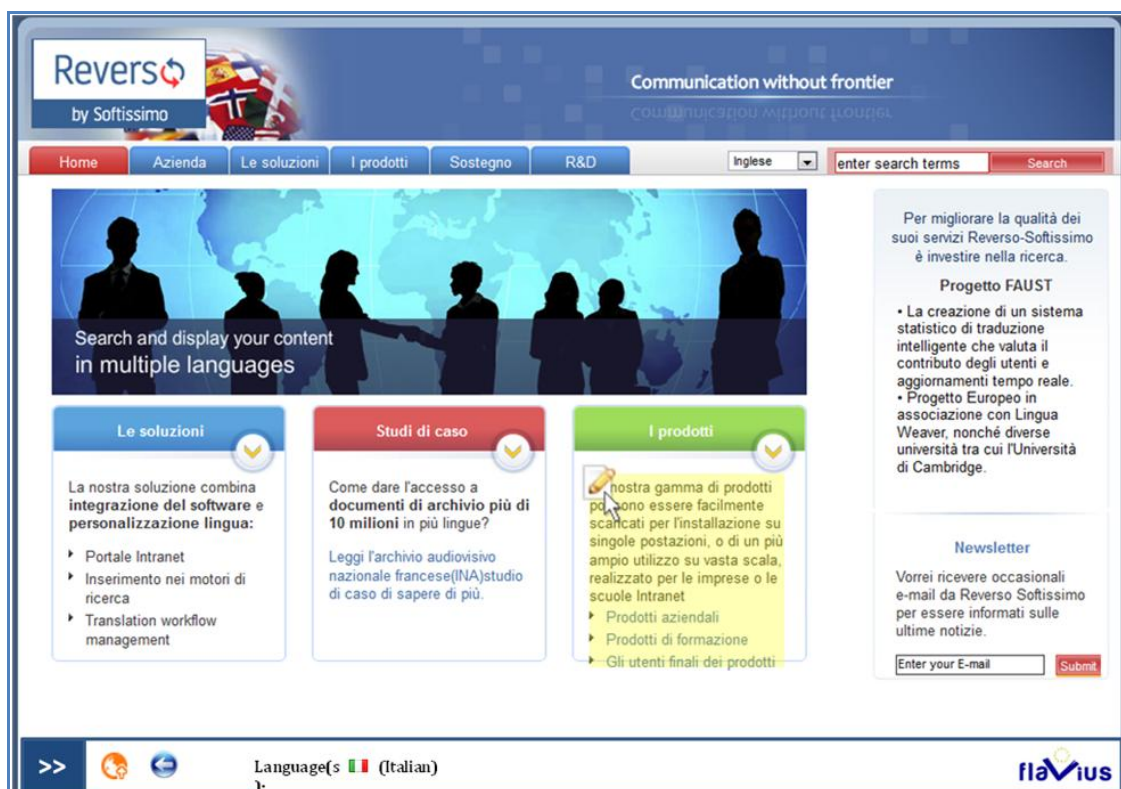 Reverso
by Softissimo
Communication without frontier
Home
Azienda
Le soluzioni
I prodotti
Sostegno
R&D
Inglese
enter search terms
Search
Search and display your content
in multiple languages
Le soluzioni
La nostra soluzione combina
integrazione del software e
personalizzazione lingua:
Portale Intranet
Inserimento nei motori di
ricerca
Translation workflow
management
Studi di caso
Come dare l'accesso a
documenti di archivio più di
10 milioni in più lingue?
Leggi l'archivio audiovisivo
nazionale francese(INA)studio
di caso di sapere di più.
I prodotti
nostra gamma di prodotti
possono essere facilmente
scaricati per l'installazione su
singole postazioni, o di un più
ampio utilizzo su vasta scala,
realizzato per le imprese o le
scuole Intranet
Prodotti aziendali
Prodotti di formazione
Gli utenti finali dei prodotti
Per migliorare la qualità dei
suoi servizi Reverso-Softissimo
è investire nella ricerca.
Progetto FAUST
• La creazione di un sistema
statistico di traduzione
intelligente che valuta il
contributo degli utenti e
aggiornamenti tempo reale.
• Progetto Europeo in
associazione con Lingua
Weaver, nonché diverse
università tra cui l'Università
di Cambridge.
Newsletter
Vorrei ricevere occasionali
e-mail da Reverso Softissimo
per essere informati sulle
ultime notizie.
Enter your E-mail
Submit
>>
Language(s (Italian)
):
flavius